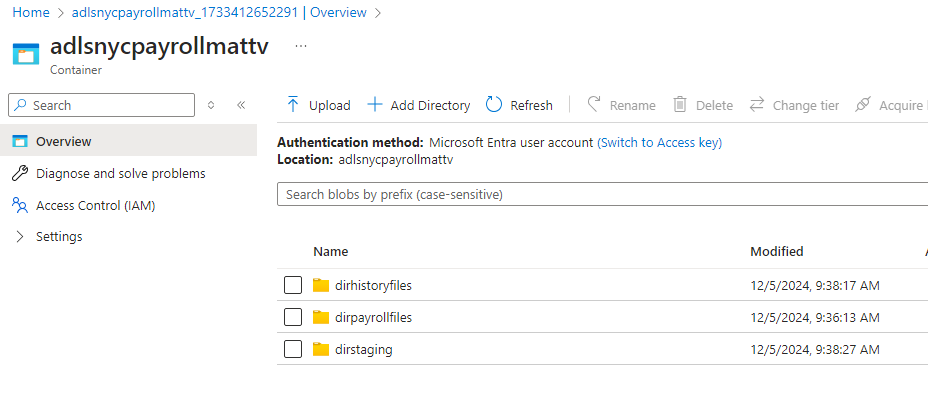 Home > adlsnycpayrollmattv_1733412652291 | Overview >
adlsnycpayrollmattv ...
Container
Search
Upload Add Directory Refresh Rename Delete Change tier Acquire
Overview
Diagnose and solve problems
Access Control (IAM)
Settings
Authentication method: Microsoft Entra user account (Switch to Access key)
Location: adlsnycpayrollmattv
Search blobs by prefix (case-sensitive)
Name Modified
dirhistoryfiles 12/5/2024, 9:38:17 AM
dirpayrollfiles 12/5/2024, 9:36:13 AM
dirstaging 12/5/2024, 9:38:27 AM